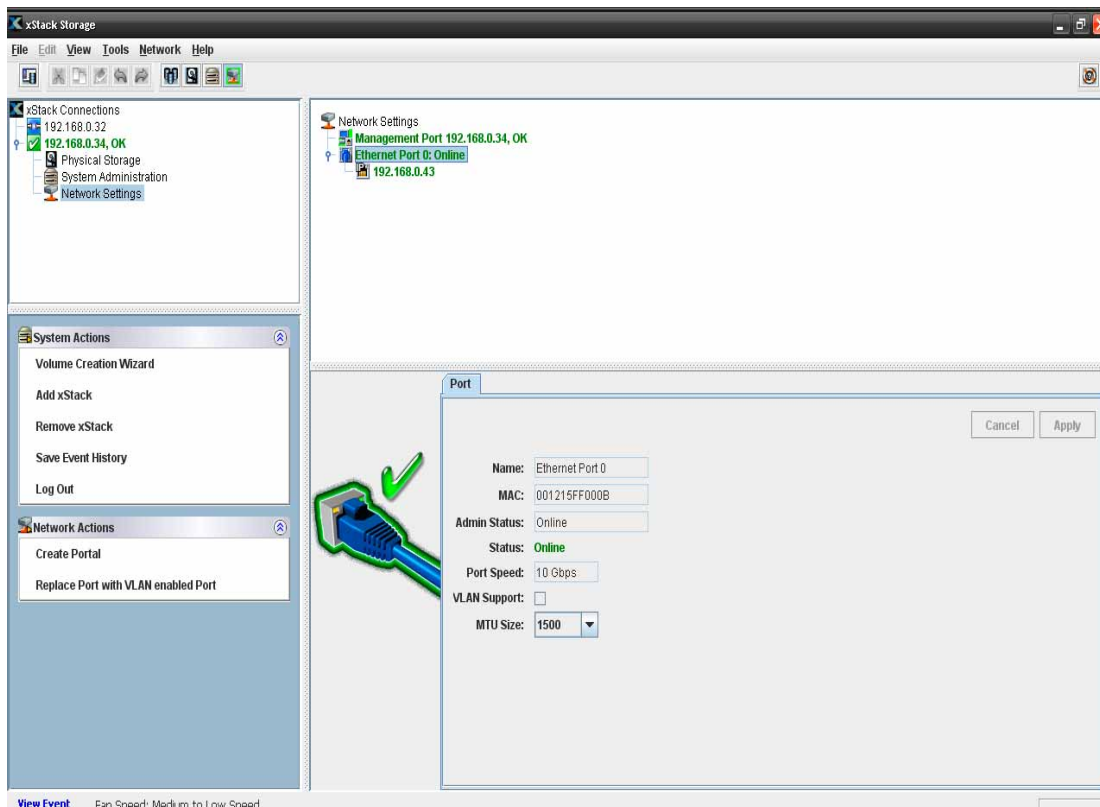 xStack Storage
File Edit View Tools Network Help
xStack Connections
192.168.0.32
192.168.0.34, OK
Physical Storage
System Administration
Network Settings
Network Settings
Management Port 192.168.0.34, OK
Ethernet Port 0: Online
192.168.0.43
System Actions
Volume Creation Wizard
Add xStack
Remove xStack
Save Event History
Log Out
Network Actions
Create Portal
Replace Port with VLAN enabled Port
Port
Cancel Apply
Name: Ethernet Port 0
MAC: 001215FF000B
Admin Status: Online
Status: Online
Port Speed: 10 Gbps
VLAN Support:
MTU Size: 1500
View Event Fan Speed: Medium to Low Speed